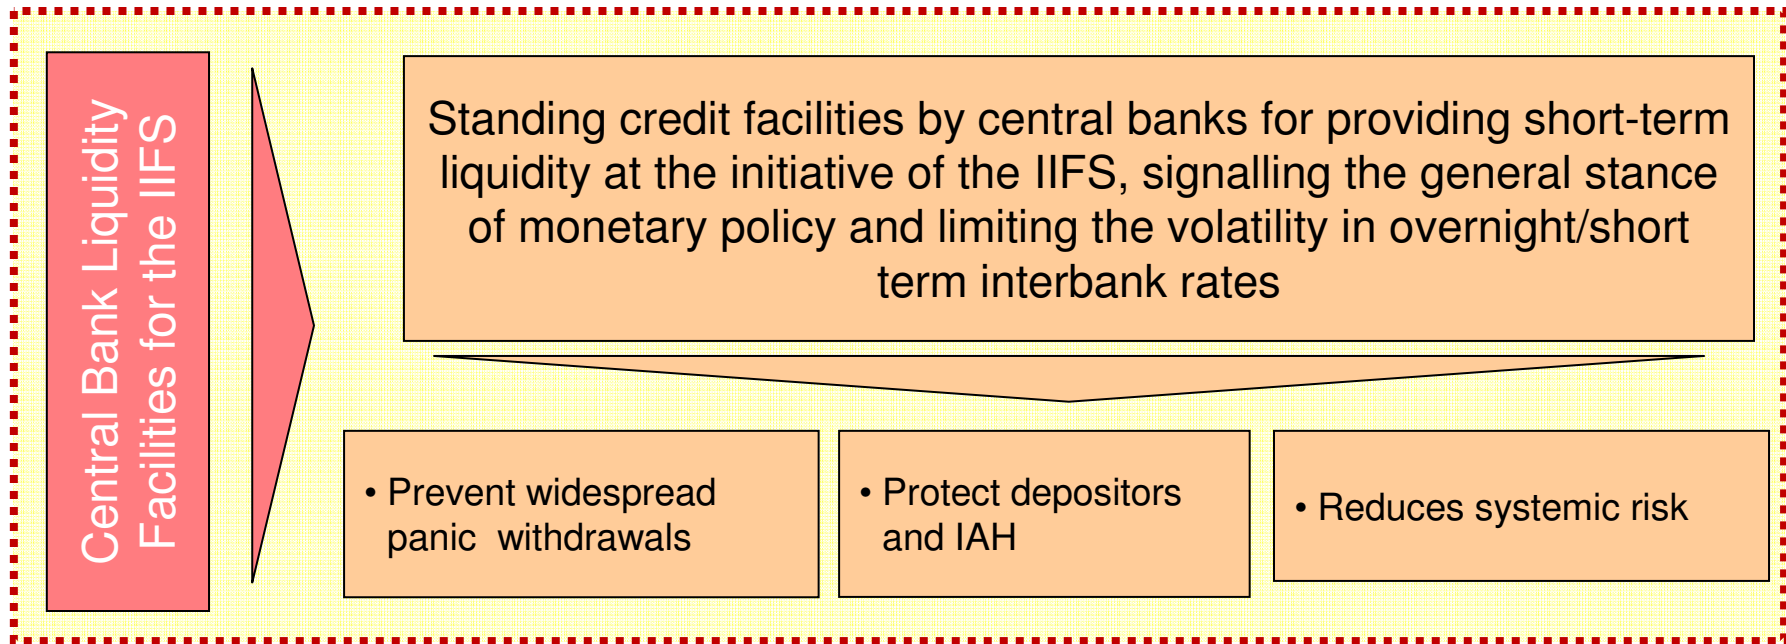 Central Bank Liquidity
Facilities for the IIFS
Standing credit facilities by central banks for providing short-term
liquidity at the initiative of the IIFS, signalling the general stance
of monetary policy and limiting the volatility in overnight/short
term interbank rates
• Prevent widespread
panic withdrawals
• Protect depositors
and IAH
• Reduces systemic risk